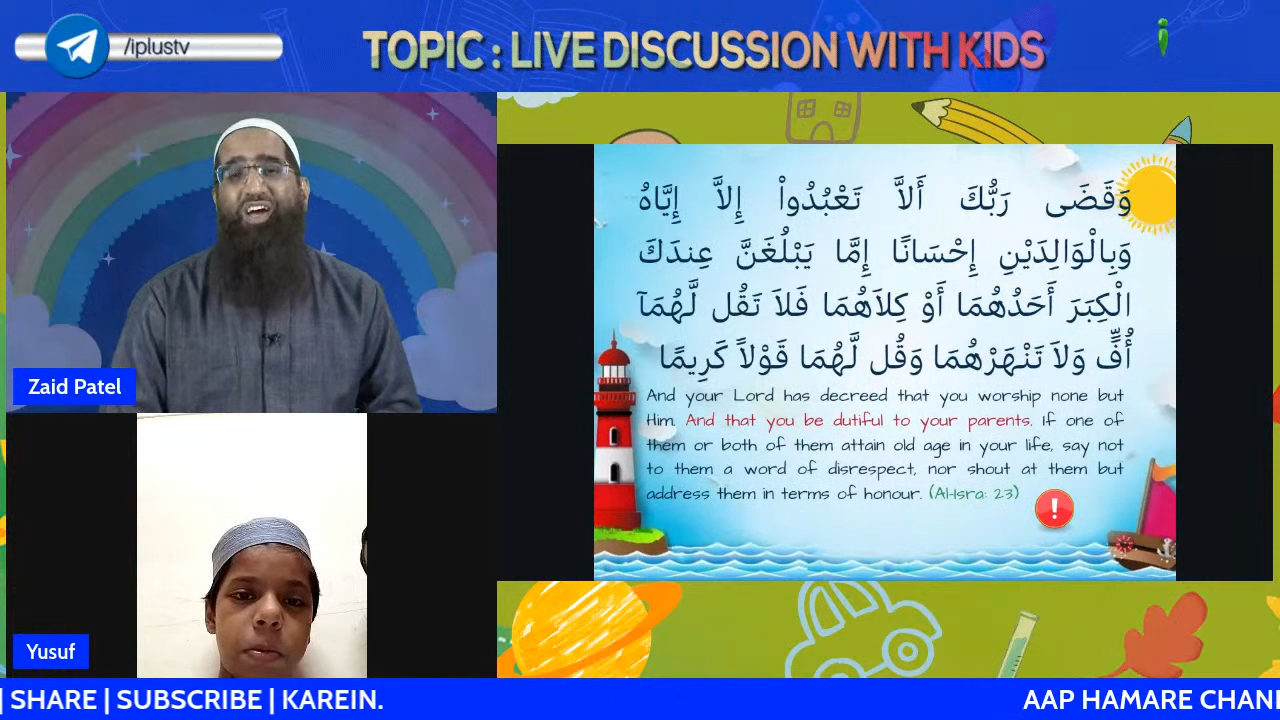 /iplustv
TOPIC : LIVE DISCUSSION WITH KIDS
Zaid Patel
Yusuf
وَقَضَى رَبُّكَ أَلاَّ تَعْبُدُواْ إِلاَّ إِيَّاهُ
وَبِالْوَالِدَيْنِ إِحْسَانًا إِمَّا يَبْلُغَنَّ عِندَكَ
الْكِبَرَ أَحَدُهُمَا أَوْ كِلاَهُمَا فَلاَ تَقُل لَّهُمَآ
أُفٍّ وَلاَ تَنْهَرْهُمَا وَقُل لَّهُمَا قَوْلاً كَرِيمًا
And your Lord has decreed that you worship none but
Him. And that you be dutiful to your parents. If one of
them or both of them attain old age in your life, say not
to them a word of disrespect, nor shout at them but
address them in terms of honour. (Al-Isra: 23)
!
| SHARE | SUBSCRIBE | KAREIN. AAP HAMARE CHAN